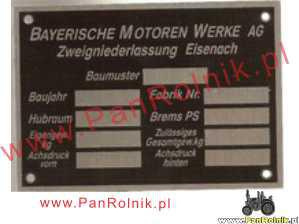 BAYERISCHE MOTOREN WERKE AG
Zweigniederlassung Eisenach
Baumuster
Baujahr Fabrik Nr.
Hubraum Brems PS
Eigengew. kg Zulässiges Gesamtgew. kg
Achsdruck vorn Achsdruck hinten
www.PanRolnik.pl
www.PanRolnik.pl
PanRolnik.pl